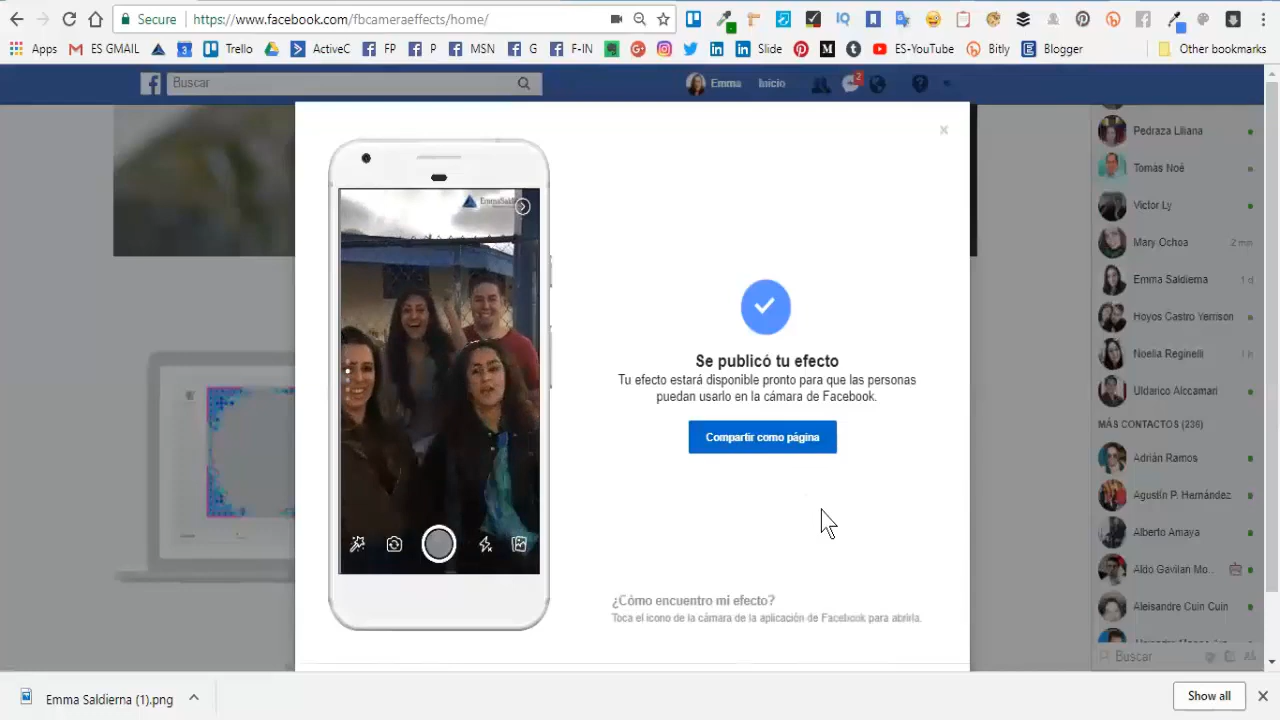 Secure
https://www.facebook.com/fbcameraeffects/home/
Apps
ES GMAIL
3
Trello
ActiveC
FP
P
MSN
G
F-IN
Slide
ES-YouTube
Bitly
Blogger
Other bookmarks
Buscar
Emma
Inicio
2
Pedraza Liliana
Tomás Noé
Victor Ly
Mary Ochoa
2 min
Emma Saldierna
1 d
Hoyos Castro Yerrison
Noelia Reginelli
1 h
Uldarico Alccamari
MÁS CONTACTOS (236)
Adrián Ramos
Agustín P. Hernández
Alberto Amaya
Aldo Gavilan Mo...
Aleisandre Cuin Cuin
Buscar
Se publicó tu efecto
Tu efecto estará disponible pronto para que las personas
puedan usarlo en la cámara de Facebook.
Compartir como página
¿Cómo encuentro mi efecto?
Toca el icono de la cámara de la aplicación de Facebook para abrirla.
Emma Saldierna (1).png
Show all